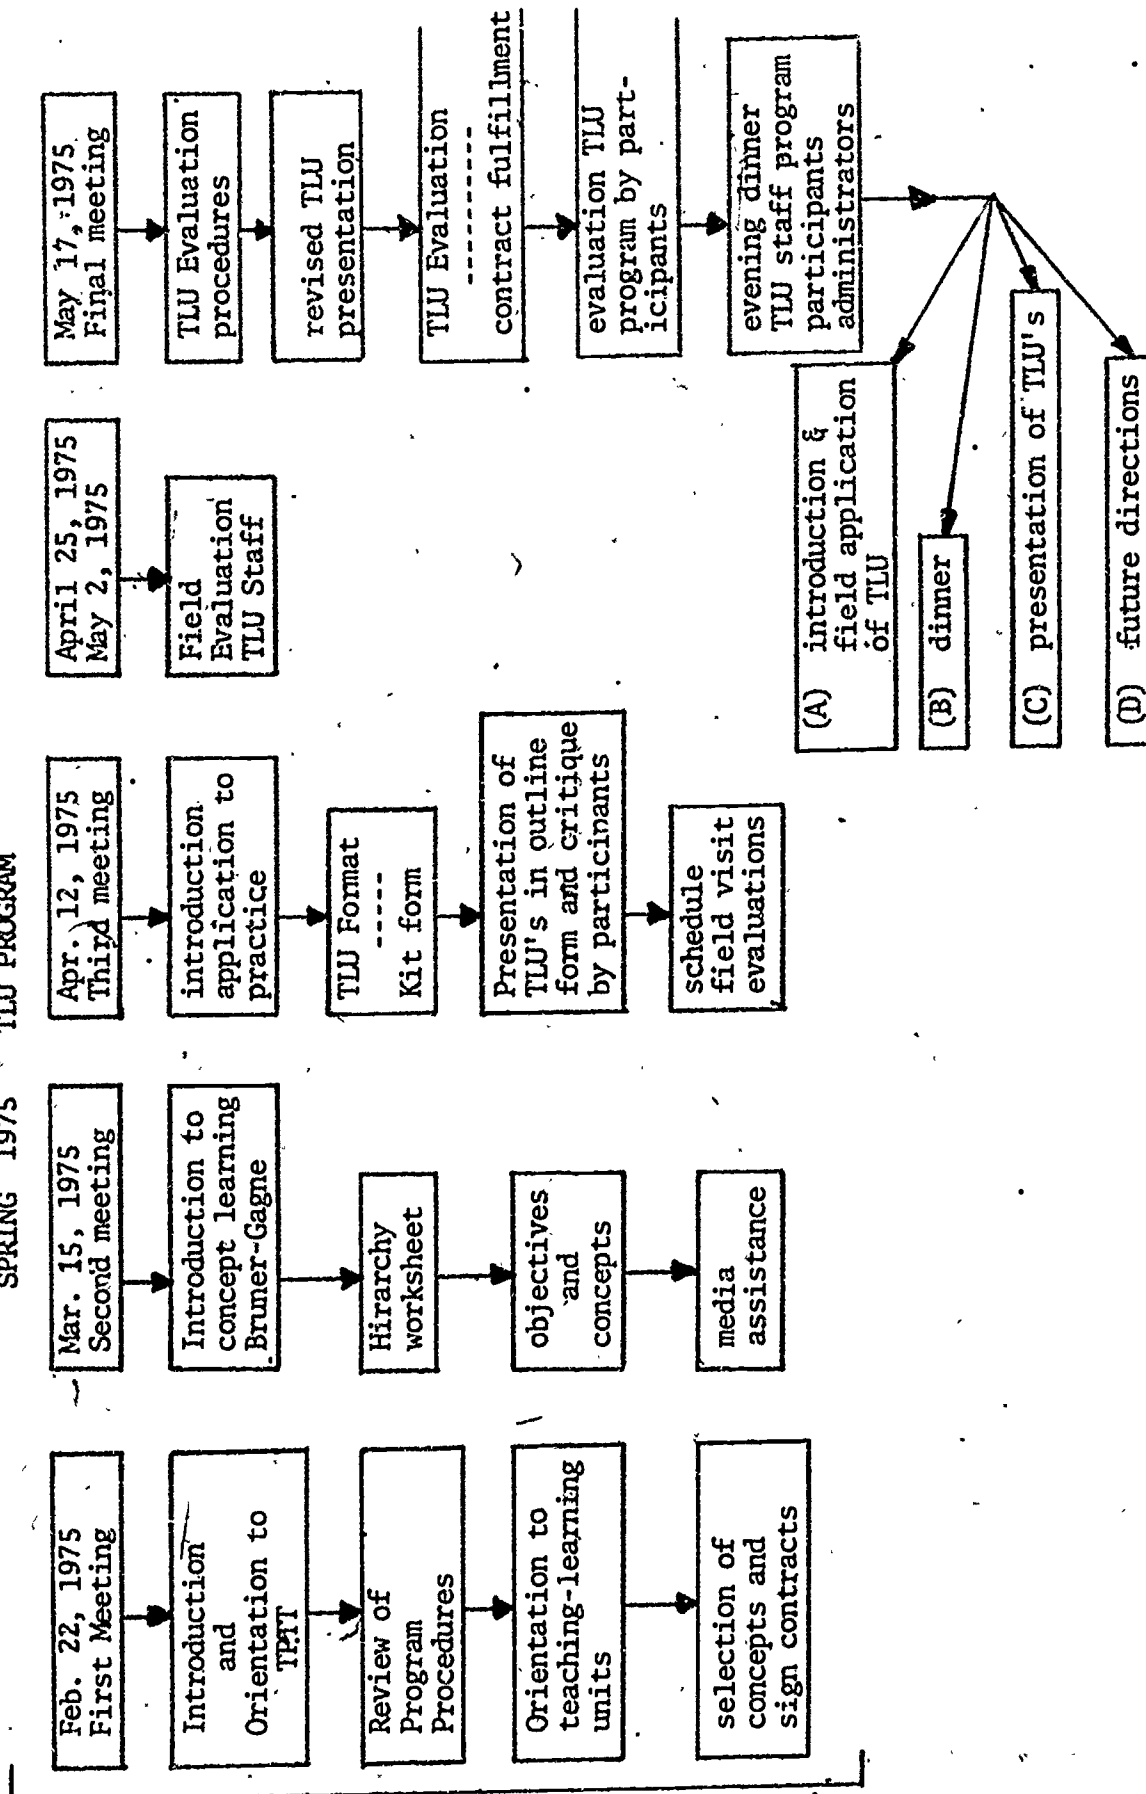 SPRING 1975 TLU PROGRAM
Feb. 22, 1975
First Meeting
Introduction
and
Orientation to
TPTT
Review of
Program
Procedures
Orientation to
teaching-learning
units
selection of
concepts and
sign contracts
Mar. 15, 1975
Second meeting
Introduction to
concept learning
Bruner-Gagne
Hirarchy
worksheet
objectives
and
concepts
media
assistance
Apr. 12, 1975
Third meeting
introduction
application to
practice
TLU Format
-----
Kit form
Presentation of
TLU's in outline
form and critique
by participants
schedule
field visit
evaluations
April 25, 1975
May 2, 1975
Field
Evaluation
TLU Staff
May 17, 1975
Final meeting
TLU Evaluation
procedures
revised TLU
presentation
TLU Evaluation
----------
contract fulfillment
evaluation TLU
program by part-
icipants
evening dinner
TLU staff program
participants
administrators
(A) introduction &
field application
of TLU
(B) dinner
(C) presentation of TLU's
(D) future directions